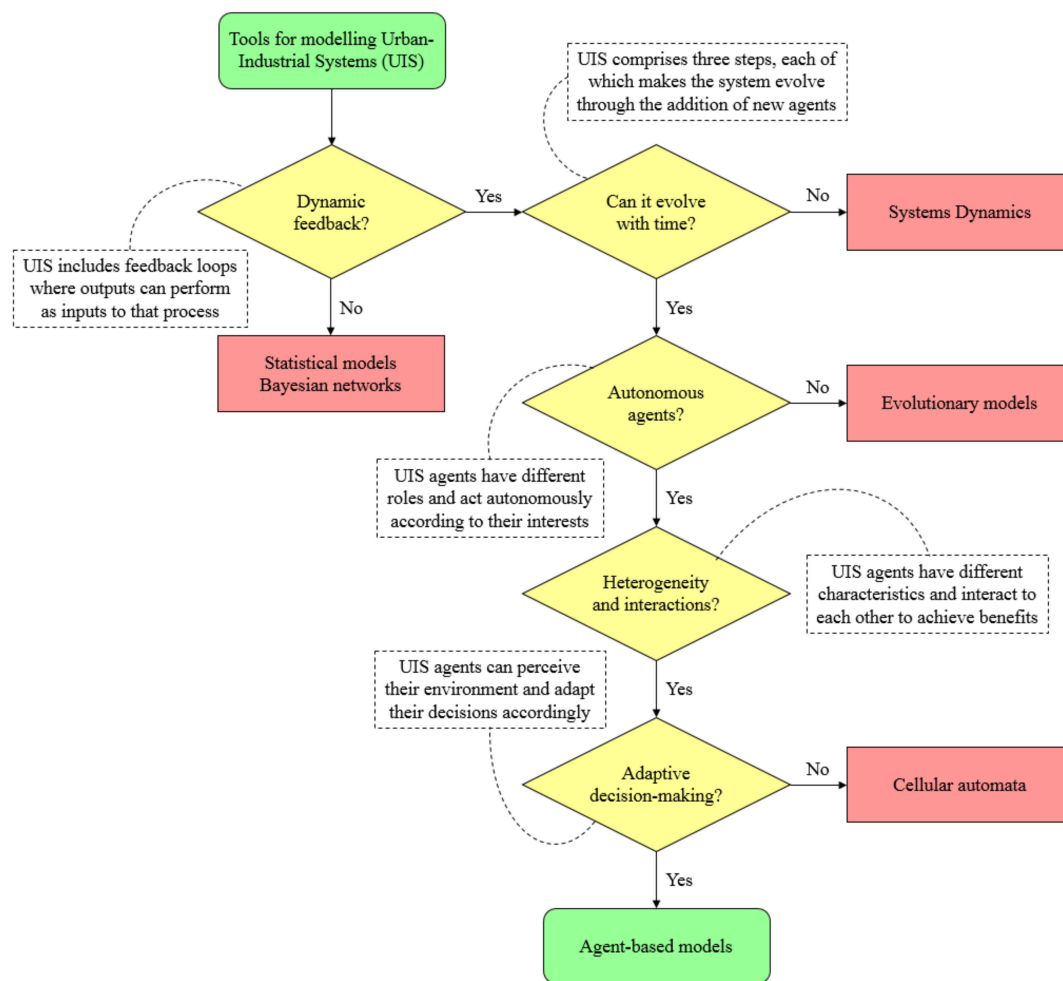 Tools for modelling Urban-
Industrial Systems (UIS)
UIS comprises three steps, each of
which makes the system evolve
through the addition of new agents
Dynamic
feedback?
Yes
Can it evolve
with time?
No
Systems Dynamics
UIS includes feedback loops
where outputs can perform
as inputs to that process
No
Yes
Statistical models
Bayesian networks
Autonomous
agents?
No
Evolutionary models
UIS agents have different
roles and act autonomously
according to their interests
Yes
Heterogeneity
and interactions?
UIS agents have different
characteristics and interact to
each other to achieve benefits
UIS agents can perceive
their environment and adapt
their decisions accordingly
Yes
Adaptive
decision-making?
No
Cellular automata
Yes
Agent-based models